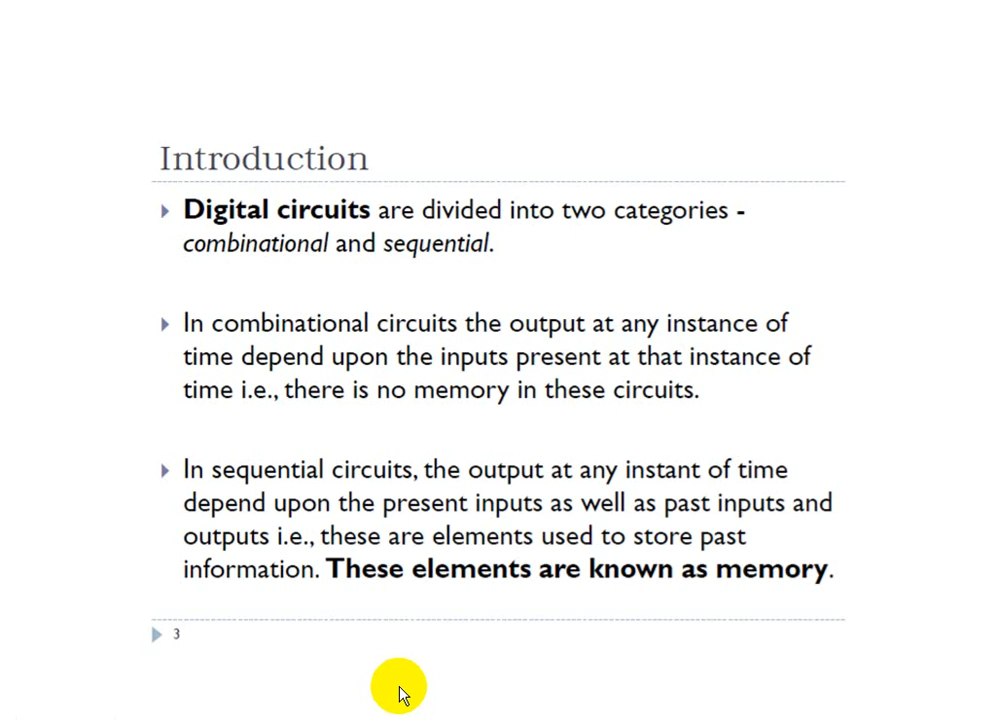 Introduction
Digital circuits are divided into two categories -
combinational and sequential.
In combinational circuits the output at any instance of
time depend upon the inputs present at that instance of
time i.e., there is no memory in these circuits.
In sequential circuits, the output at any instant of time
depend upon the present inputs as well as past inputs and
outputs i.e., these are elements used to store past
information. These elements are known as memory.
3